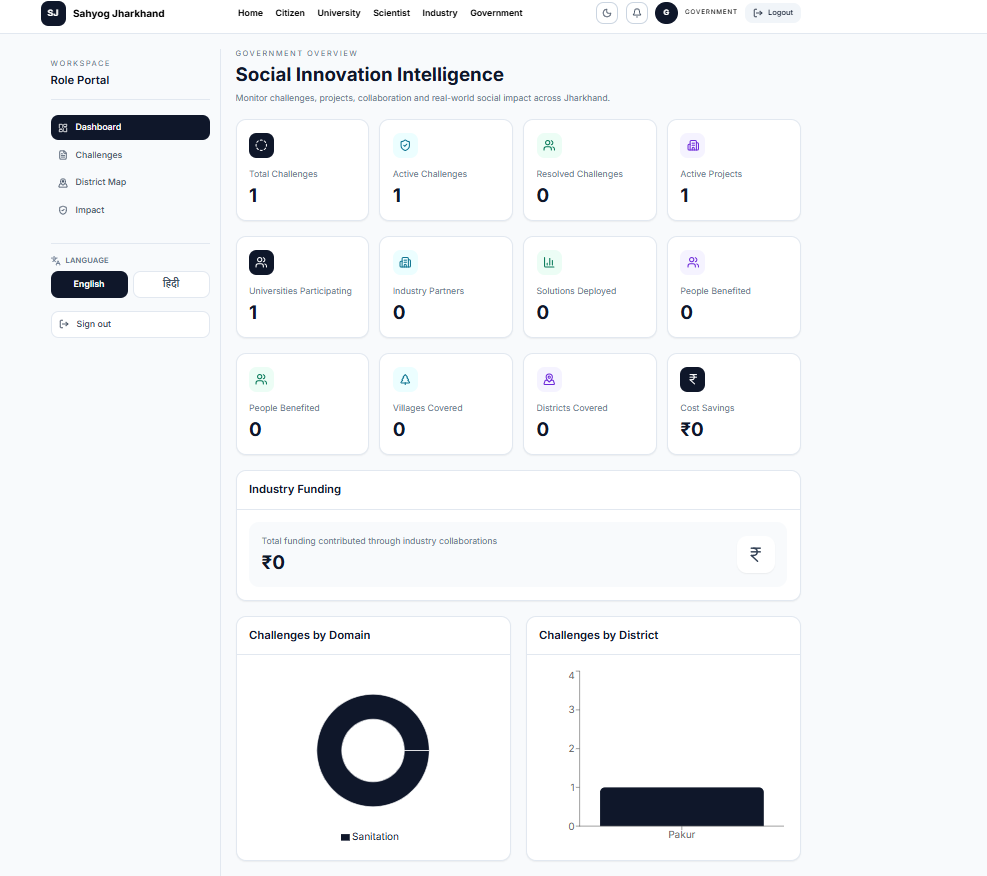 SJ Sahyog Jharkhand Home Citizen University Scientist Industry Government G GOVERNMENT Logout
WORKSPACE
Role Portal
Dashboard
Challenges
District Map
Impact
LANGUAGE
English हिंदी
Sign out
GOVERNMENT OVERVIEW
Social Innovation Intelligence
Monitor challenges, projects, collaboration and real-world social impact across Jharkhand.
Total Challenges
1
Active Challenges
1
Resolved Challenges
0
Active Projects
1
Universities Participating
1
Industry Partners
0
Solutions Deployed
0
People Benefited
0
People Benefited
0
Villages Covered
0
Districts Covered
0
₹
Cost Savings
₹0
Industry Funding
Total funding contributed through industry collaborations
₹0
₹
Challenges by Domain
Sanitation
Challenges by District
4
3
2
1
0
Pakur